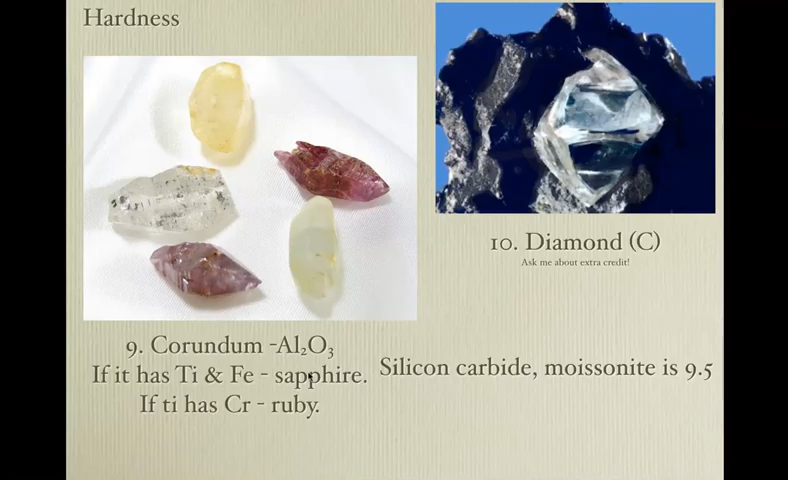 Hardness
10. Diamond (C)
Ask me about extra credit!
9. Corundum -Al₂O₃
If it has Ti & Fe - sapphire.
If ti has Cr - ruby.
Silicon carbide, moissonite is 9.5